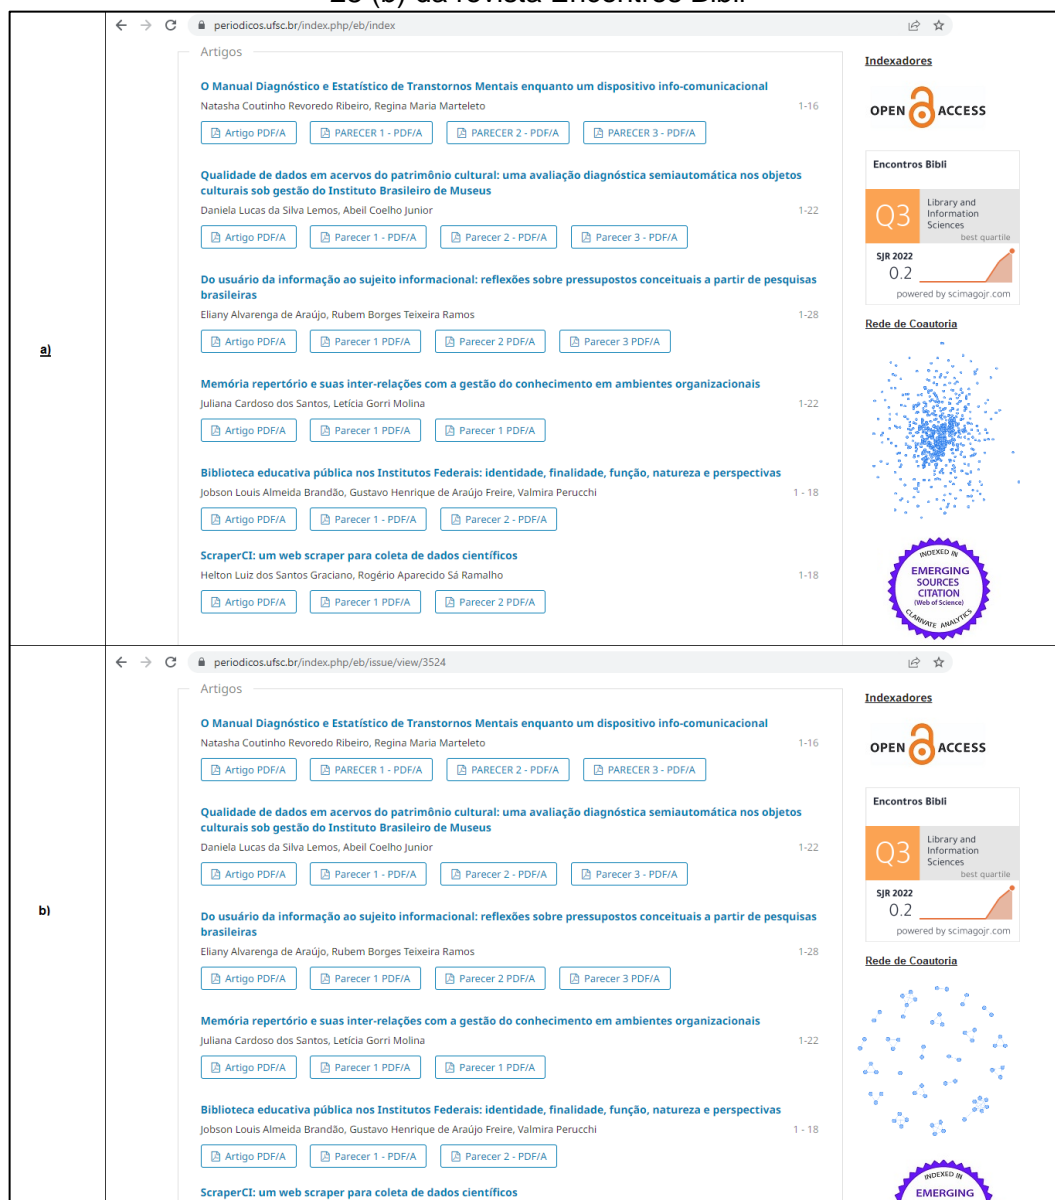 28 (b) da revista Encontros Bibli
a)
periodicos.ufsc.br/index.php/eb/index
Artigos
O Manual Diagnóstico e Estatístico de Transtornos Mentais enquanto um dispositivo info-comunicacional
Natasha Coutinho Revoredo Ribeiro, Regina Maria Marteleto 1-16
Artigo PDF/A PARECER 1 - PDF/A PARECER 2 - PDF/A PARECER 3 - PDF/A
Qualidade de dados em acervos do patrimônio cultural: uma avaliação diagnóstica semiautomática nos objetos
culturais sob gestão do Instituto Brasileiro de Museus
Daniela Lucas da Silva Lemos, Abeil Coelho Junior 1-22
Artigo PDF/A Parecer 1 - PDF/A Parecer 2 - PDF/A Parecer 3 - PDF/A
Do usuário da informação ao sujeito informacional: reflexões sobre pressupostos conceituais a partir de pesquisas
brasileiras
Eliany Alvarenga de Araújo, Rubem Borges Teixeira Ramos 1-28
Artigo PDF/A Parecer 1 PDF/A Parecer 2 PDF/A Parecer 3 PDF/A
Memória repertório e suas inter-relações com a gestão do conhecimento em ambientes organizacionais
Juliana Cardoso dos Santos, Letícia Gorri Molina 1-22
Artigo PDF/A Parecer 1 PDF/A Parecer 1 PDF/A
Biblioteca educativa pública nos Institutos Federais: identidade, finalidade, função, natureza e perspectivas
Jobson Louis Almeida Brandão, Gustavo Henrique de Araújo Freire, Valmira Perucchi 1 - 18
Artigo PDF/A Parecer 1 - PDF/A Parecer 2 - PDF/A
ScraperCI: um web scraper para coleta de dados científicos
Helton Luiz dos Santos Graciano, Rogério Aparecido Sá Ramalho 1-18
Artigo PDF/A Parecer 1 PDF/A Parecer 2 PDF/A
Indexadores
OPEN ACCESS
Encontros Bibli
Q3
Library and
Information
Sciences
best quartile
SJR 2022
0.2
powered by scimagojr.com
Rede de Coautoria
INDEXED IN
EMERGING
SOURCES
CITATION
(Web of Science)
CLARIVATE ANALYTICS
b)
periodicos.ufsc.br/index.php/eb/issue/view/3524
Artigos
O Manual Diagnóstico e Estatístico de Transtornos Mentais enquanto um dispositivo info-comunicacional
Natasha Coutinho Revoredo Ribeiro, Regina Maria Marteleto 1-16
Artigo PDF/A PARECER 1 - PDF/A PARECER 2 - PDF/A PARECER 3 - PDF/A
Qualidade de dados em acervos do patrimônio cultural: uma avaliação diagnóstica semiautomática nos objetos
culturais sob gestão do Instituto Brasileiro de Museus
Daniela Lucas da Silva Lemos, Abeil Coelho Junior 1-22
Artigo PDF/A Parecer 1 - PDF/A Parecer 2 - PDF/A Parecer 3 - PDF/A
Do usuário da informação ao sujeito informacional: reflexões sobre pressupostos conceituais a partir de pesquisas
brasileiras
Eliany Alvarenga de Araújo, Rubem Borges Teixeira Ramos 1-28
Artigo PDF/A Parecer 1 PDF/A Parecer 2 PDF/A Parecer 3 PDF/A
Memória repertório e suas inter-relações com a gestão do conhecimento em ambientes organizacionais
Juliana Cardoso dos Santos, Letícia Gorri Molina 1-22
Artigo PDF/A Parecer 1 PDF/A Parecer 1 PDF/A
Biblioteca educativa pública nos Institutos Federais: identidade, finalidade, função, natureza e perspectivas
Jobson Louis Almeida Brandão, Gustavo Henrique de Araújo Freire, Valmira Perucchi 1 - 18
Artigo PDF/A Parecer 1 - PDF/A Parecer 2 - PDF/A
ScraperCI: um web scraper para coleta de dados científicos
Indexadores
OPEN ACCESS
Encontros Bibli
Q3
Library and
Information
Sciences
best quartile
SJR 2022
0.2
powered by scimagojr.com
Rede de Coautoria
INDEXED IN
EMERGING